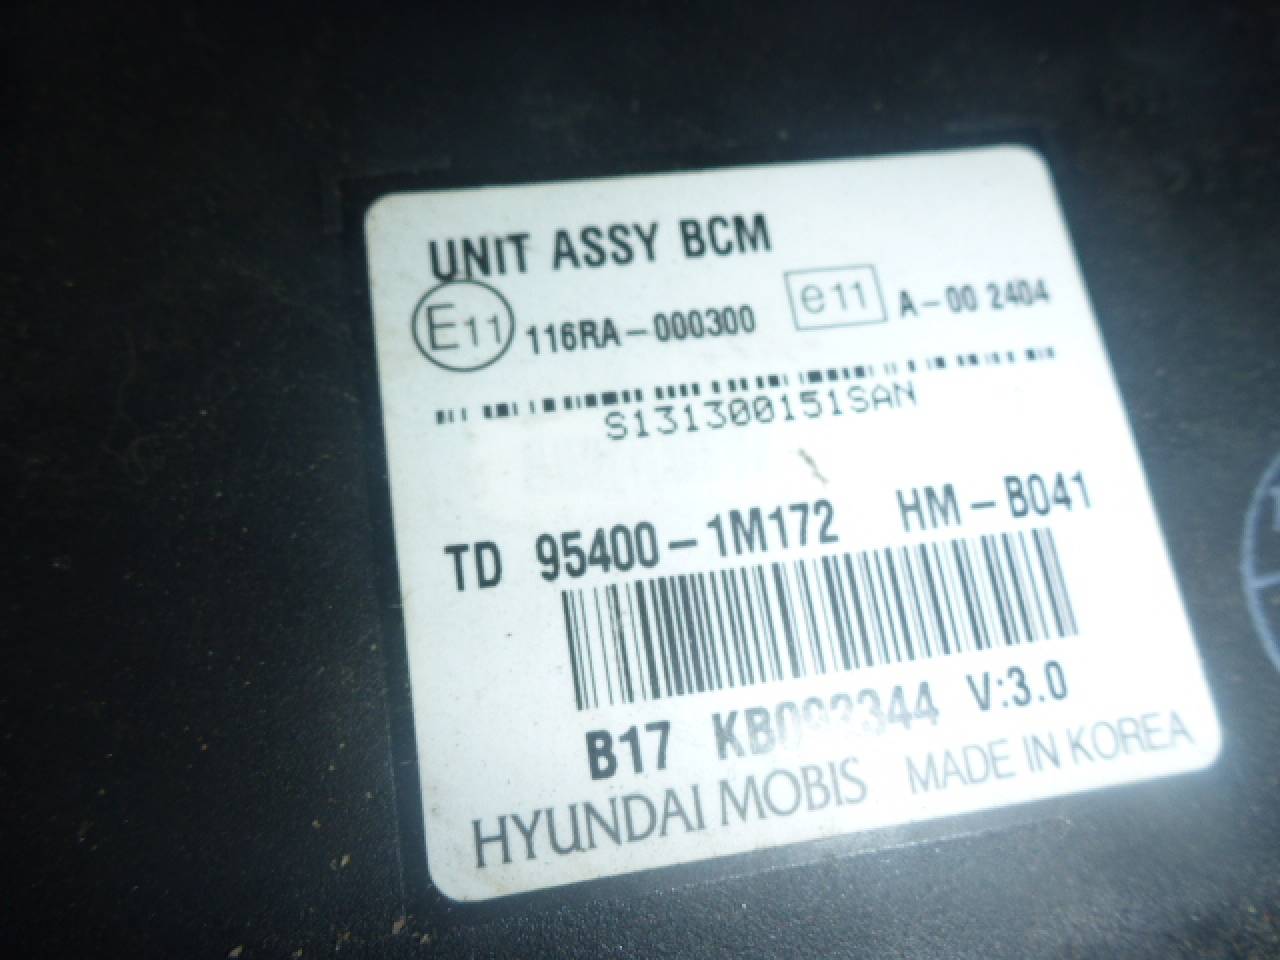 UNIT ASSY BCM
E11 116RA-000300 e11 A-00 2404
S131300151SAN
TD 95400-1M172 HM-B041
B17 V:3.0
HYUNDAI MOBIS MADE IN KOREA